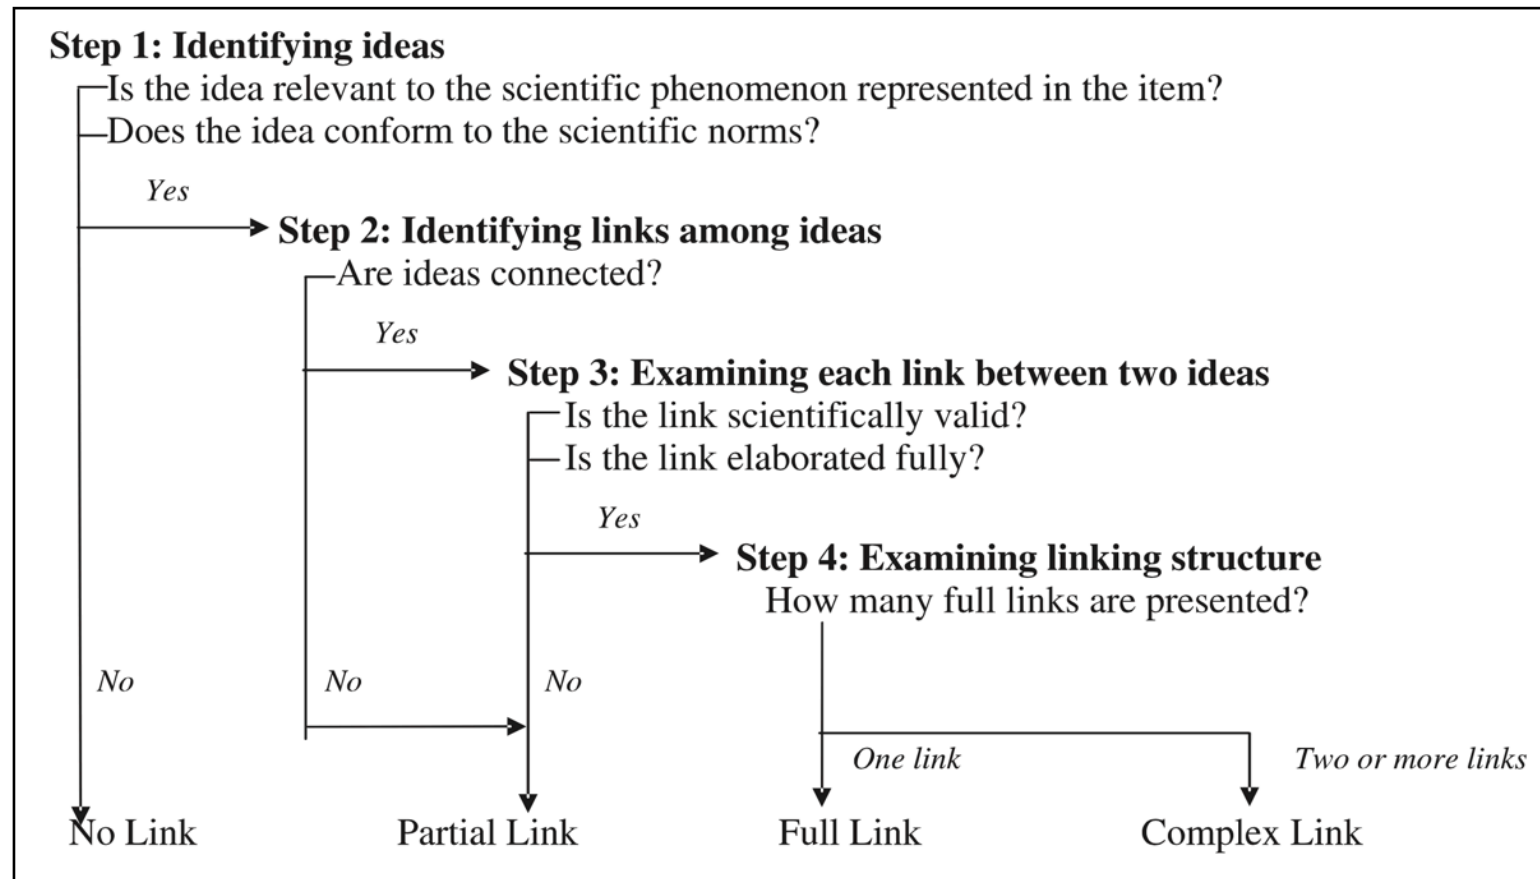 Step 1: Identifying ideas
Is the idea relevant to the scientific phenomenon represented in the item?
Does the idea conform to the scientific norms?
Yes
Step 2: Identifying links among ideas
Are ideas connected?
Yes
Step 3: Examining each link between two ideas
Is the link scientifically valid?
Is the link elaborated fully?
Yes
Step 4: Examining linking structure
How many full links are presented?
No
No
No
One link
Two or more links
No Link
Partial Link
Full Link
Complex Link